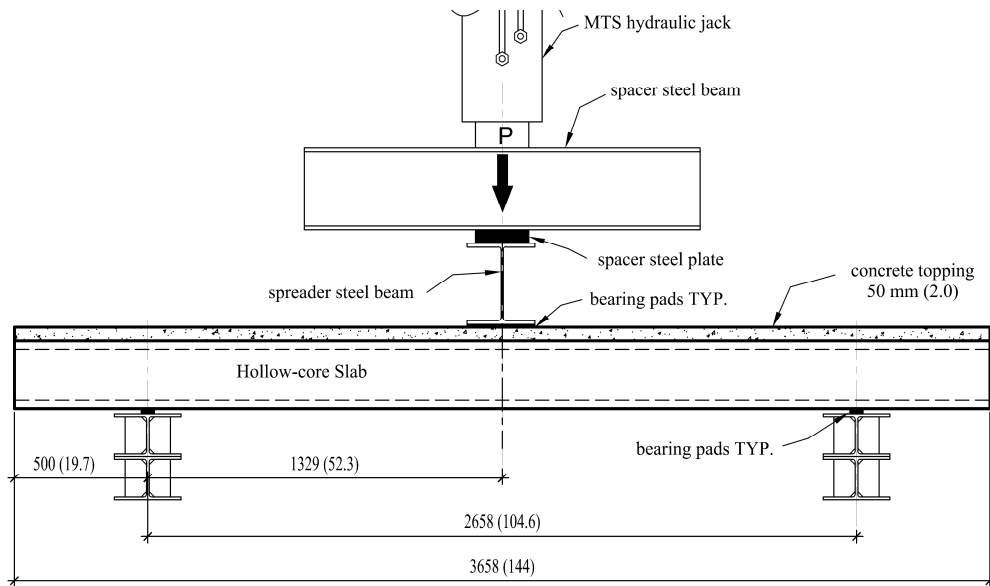 MTS hydraulic jack
spacer steel beam
P
spacer steel plate
spreader steel beam
bearing pads TYP.
concrete topping
50 mm (2.0)
Hollow-core Slab
bearing pads TYP.
500 (19.7)
1329 (52.3)
2658 (104.6)
3658 (144)